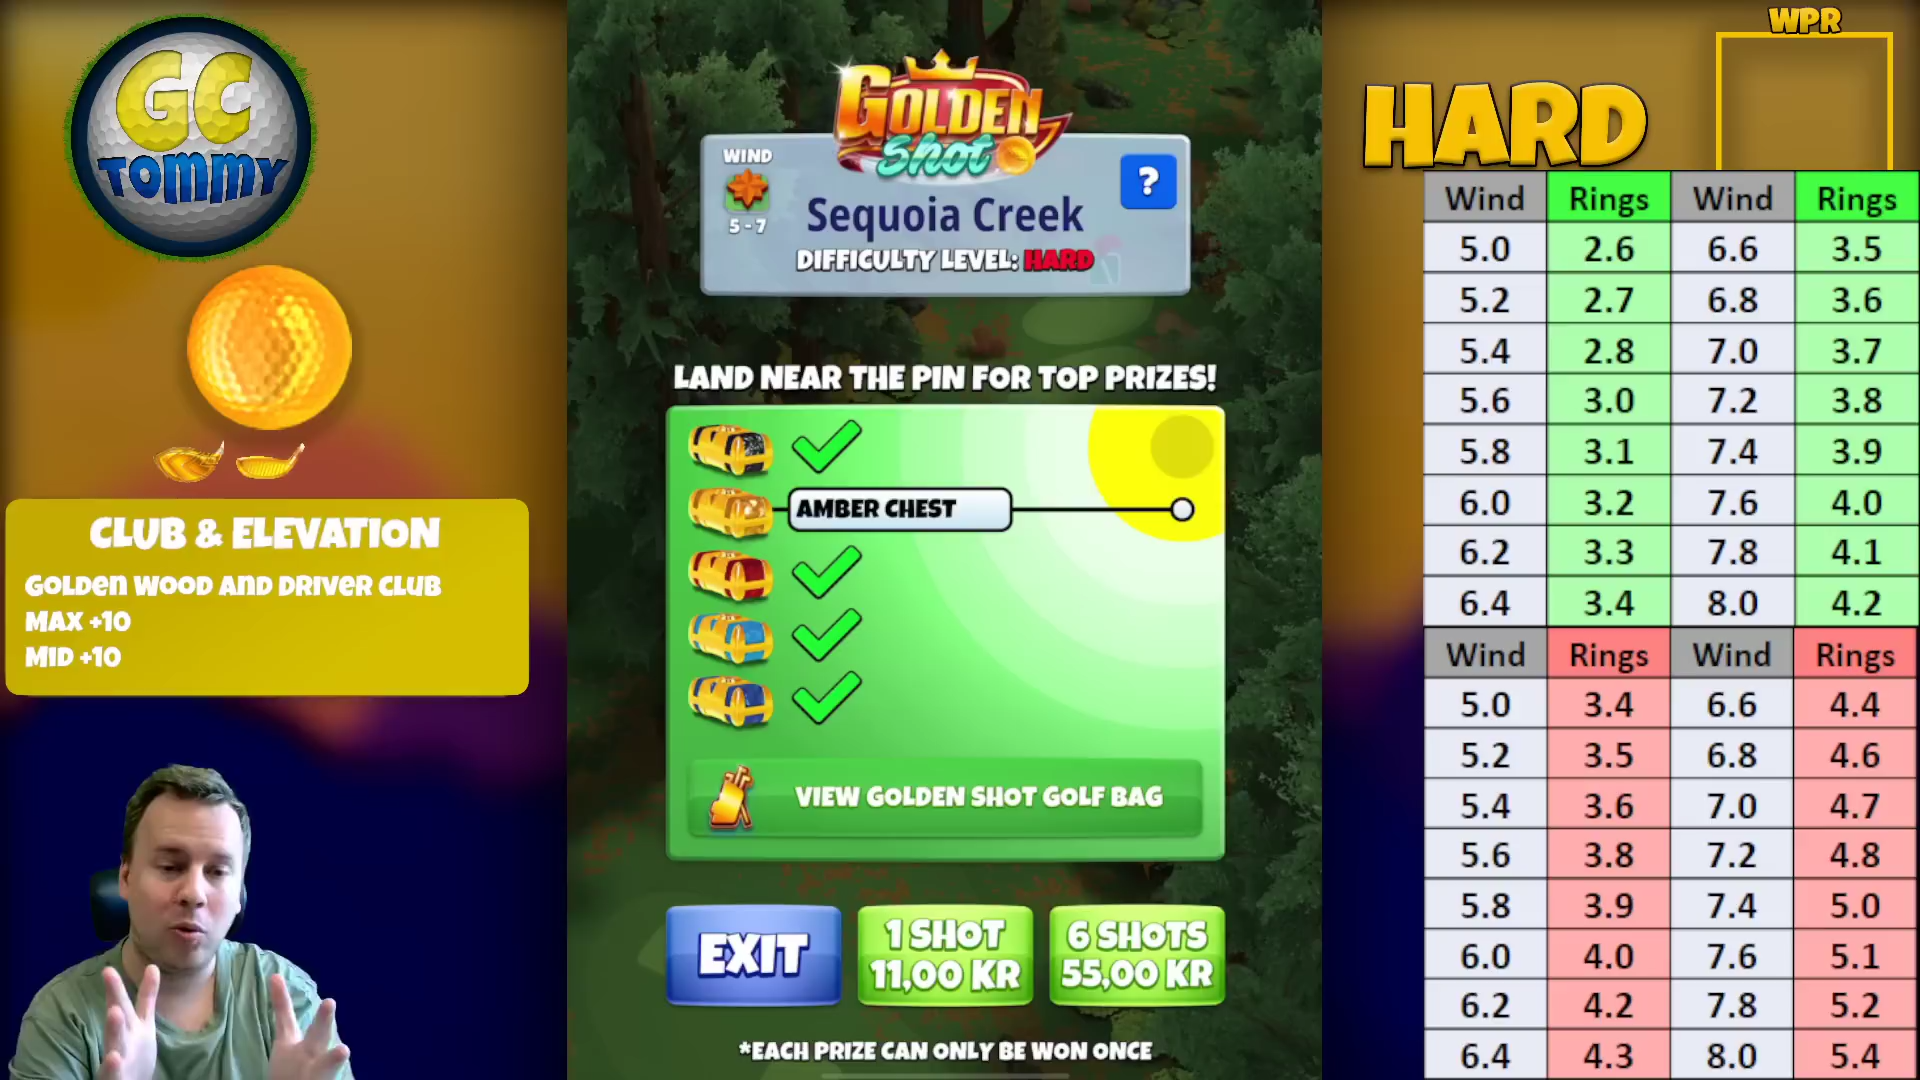 GC
TOMMY
CLUB & ELEVATION
GOLDEN WOOD AND DRIVER CLUB
MAX +10
MID +10
GOLDEN
Shot
WIND
5 - 7
?
Sequoia Creek
DIFFICULTY LEVEL: HARD
LAND NEAR THE PIN FOR TOP PRIZES!
AMBER CHEST
VIEW GOLDEN SHOT GOLF BAG
EXIT
1 SHOT
11,00 KR
6 SHOTS
55,00 KR
*EACH PRIZE CAN ONLY BE WON ONCE
WPR
HARD
Wind Rings Wind Rings
5.0 2.6 6.6 3.5
5.2 2.7 6.8 3.6
5.4 2.8 7.0 3.7
5.6 3.0 7.2 3.8
5.8 3.1 7.4 3.9
6.0 3.2 7.6 4.0
6.2 3.3 7.8 4.1
6.4 3.4 8.0 4.2
Wind Rings Wind Rings
5.0 3.4 6.6 4.4
5.2 3.5 6.8 4.6
5.4 3.6 7.0 4.7
5.6 3.8 7.2 4.8
5.8 3.9 7.4 5.0
6.0 4.0 7.6 5.1
6.2 4.2 7.8 5.2
6.4 4.3 8.0 5.4